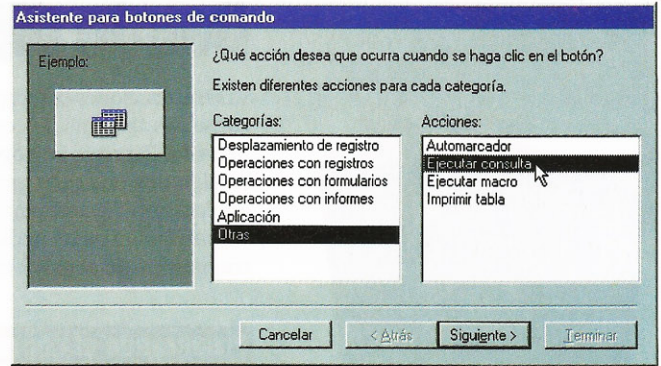 Asistente para botones de comando
Ejemplo:
¿Qué acción desea que ocurra cuando se haga clic en el botón?
Existen diferentes acciones para cada categoría.
Categorías:
Desplazamiento de registro
Operaciones con registros
Operaciones con formularios
Operaciones con informes
Aplicación
Otras
Acciones:
Automarcador
Ejecutar consulta
Ejecutar macro
Imprimir tabla
Cancelar
< Atrás
Siguiente >
Terminar